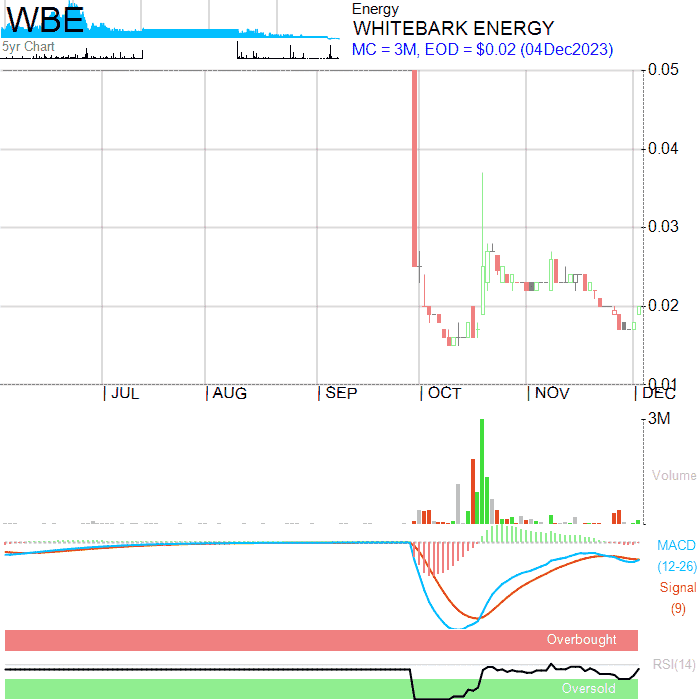 WBE
5yr Chart
Energy
WHITEBARK ENERGY
MC = 3M, EOD = $0.02 (04Dec2023)
0.05
0.04
0.03
0.02
0.01
JUL AUG SEP OCT NOV DEC
3M
Volume
MACD
(12-26)
Signal
(9)
Overbought
RSI(14)
Oversold